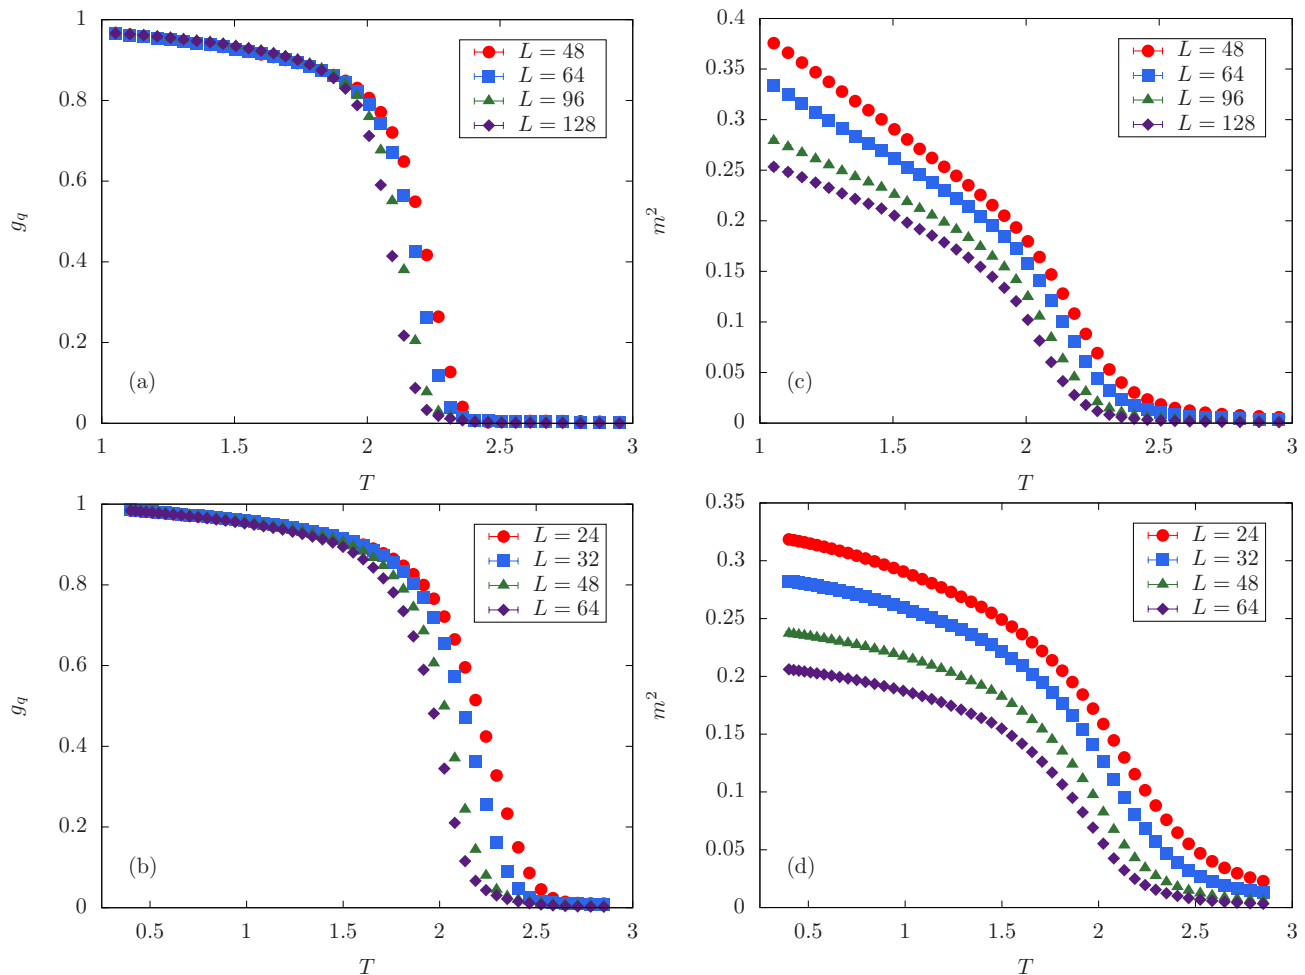 1
0.8
0.6
0.4
0.2
0
g_q
1
1.5
2
2.5
3
T
L = 48
L = 64
L = 96
L = 128
(a)
0.4
0.35
0.3
0.25
0.2
0.15
0.1
0.05
0
m²
1
1.5
2
2.5
3
T
L = 48
L = 64
L = 96
L = 128
(c)
1
0.8
0.6
0.4
0.2
0
g_q
0.5
1
1.5
2
2.5
3
T
L = 24
L = 32
L = 48
L = 64
(b)
0.35
0.3
0.25
0.2
0.15
0.1
0.05
0
m²
0.5
1
1.5
2
2.5
3
T
L = 24
L = 32
L = 48
L = 64
(d)